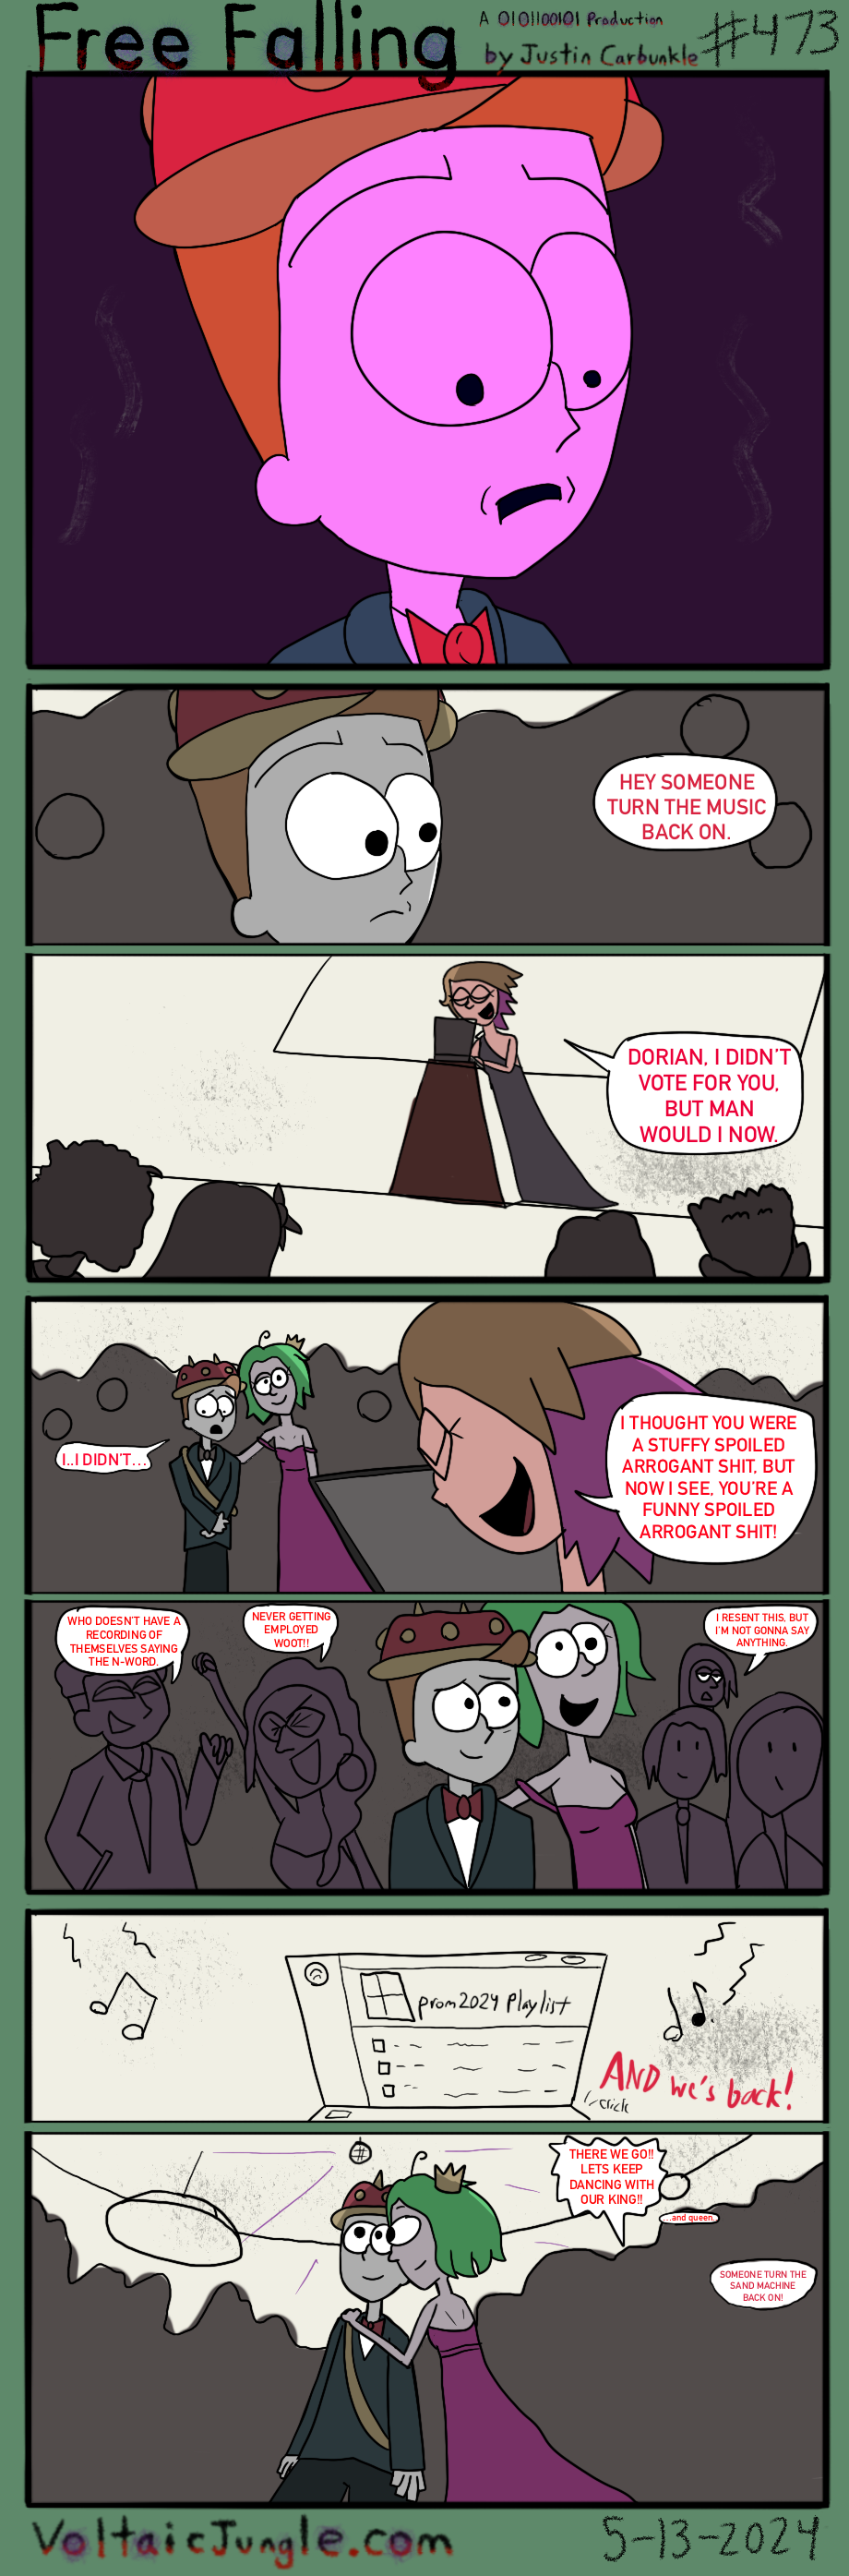 Free Falling
A 0101100101 Production
by Justin Carbunkle
#473
HEY SOMEONE
TURN THE MUSIC
BACK ON.
DORIAN, I DIDN'T
VOTE FOR YOU,
BUT MAN
WOULD I NOW.
I..I DIDN'T...
I THOUGHT YOU WERE
A STUFFY SPOILED
ARROGANT SHIT, BUT
NOW I SEE, YOU'RE A
FUNNY SPOILED
ARROGANT SHIT!
WHO DOESN'T HAVE A
RECORDING OF
THEMSELVES SAYING
THE N-WORD.
NEVER GETTING
EMPLOYED
WOOT!!
I RESENT THIS, BUT
I'M NOT GONNA SAY
ANYTHING.
prom2024 Playlist
click
AND we's back!
THERE WE GO!!
LETS KEEP
DANCING WITH
OUR KING!!
...and queen.
SOMEONE TURN THE
SAND MACHINE
BACK ON!
VoltaicJungle.com
5-13-2024